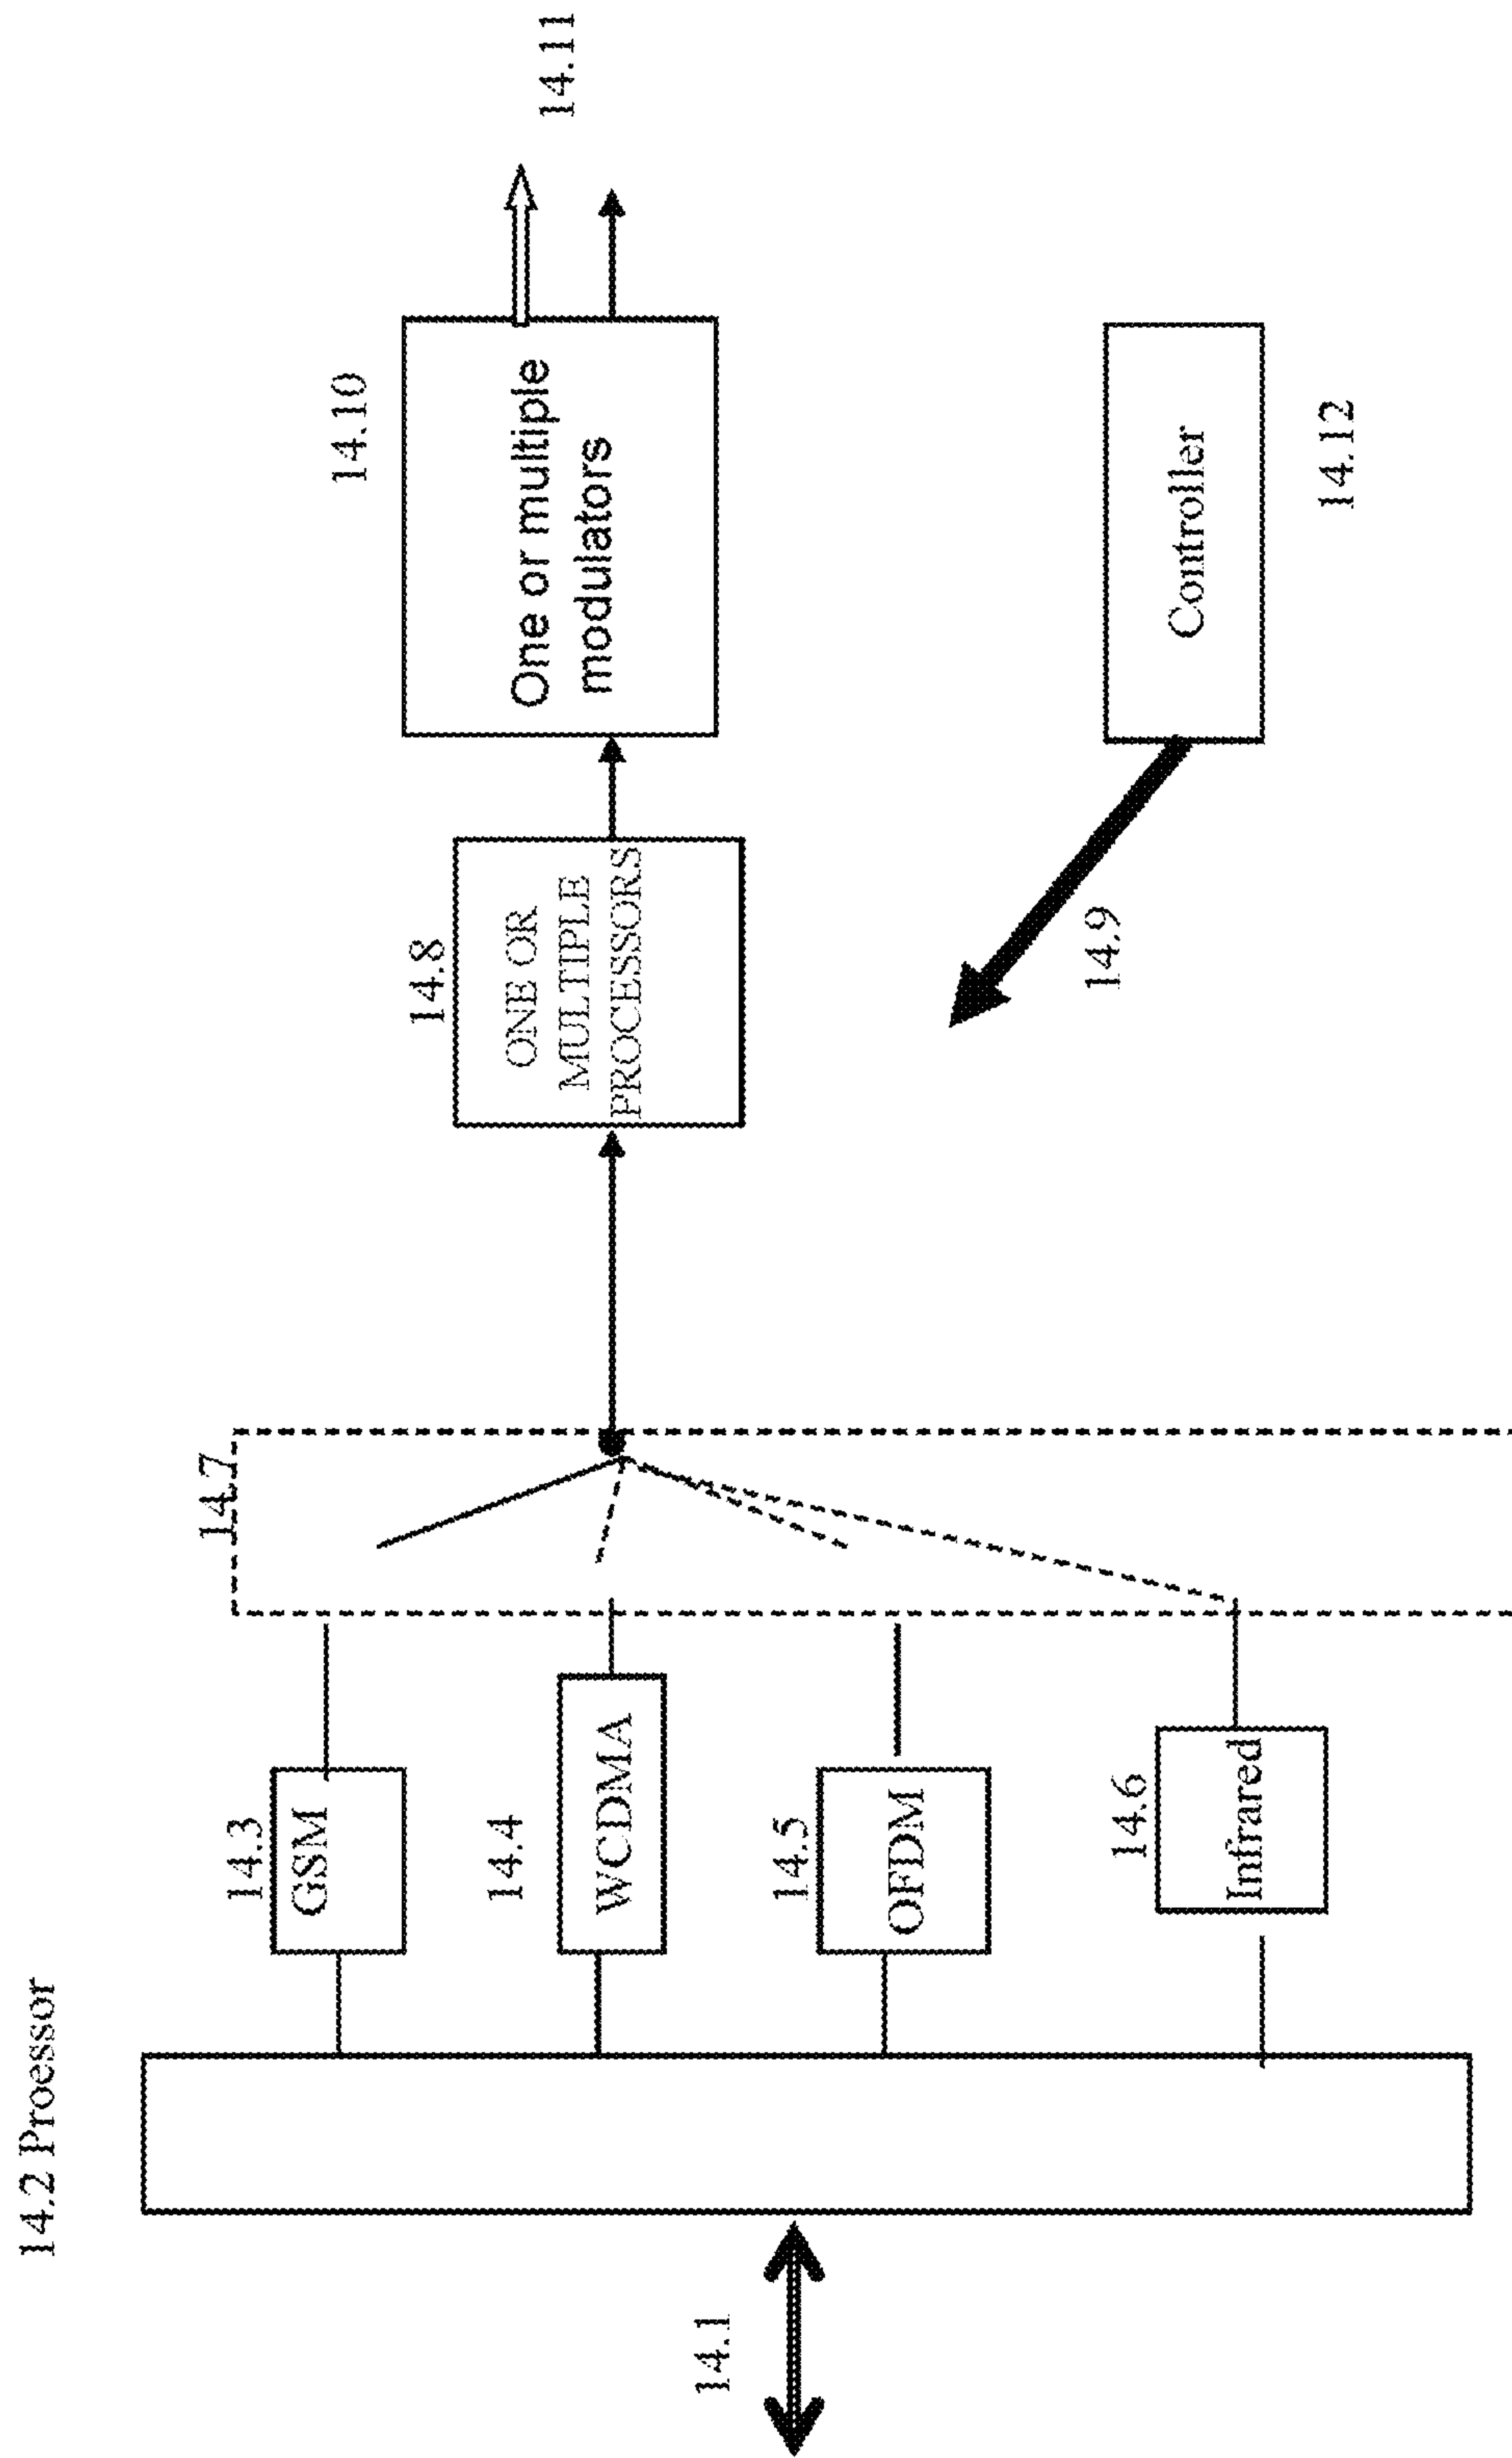 14.2 Proessor
14.1
14.3
GSM
14.4
WCDMA
14.5
OFDM
14.6
Infrared
14.7
14.8
ONE OR
MULTIPLE
PROCESSORS
14.9
14.10
One or multiple
modulators
14.11
Controller
14.12